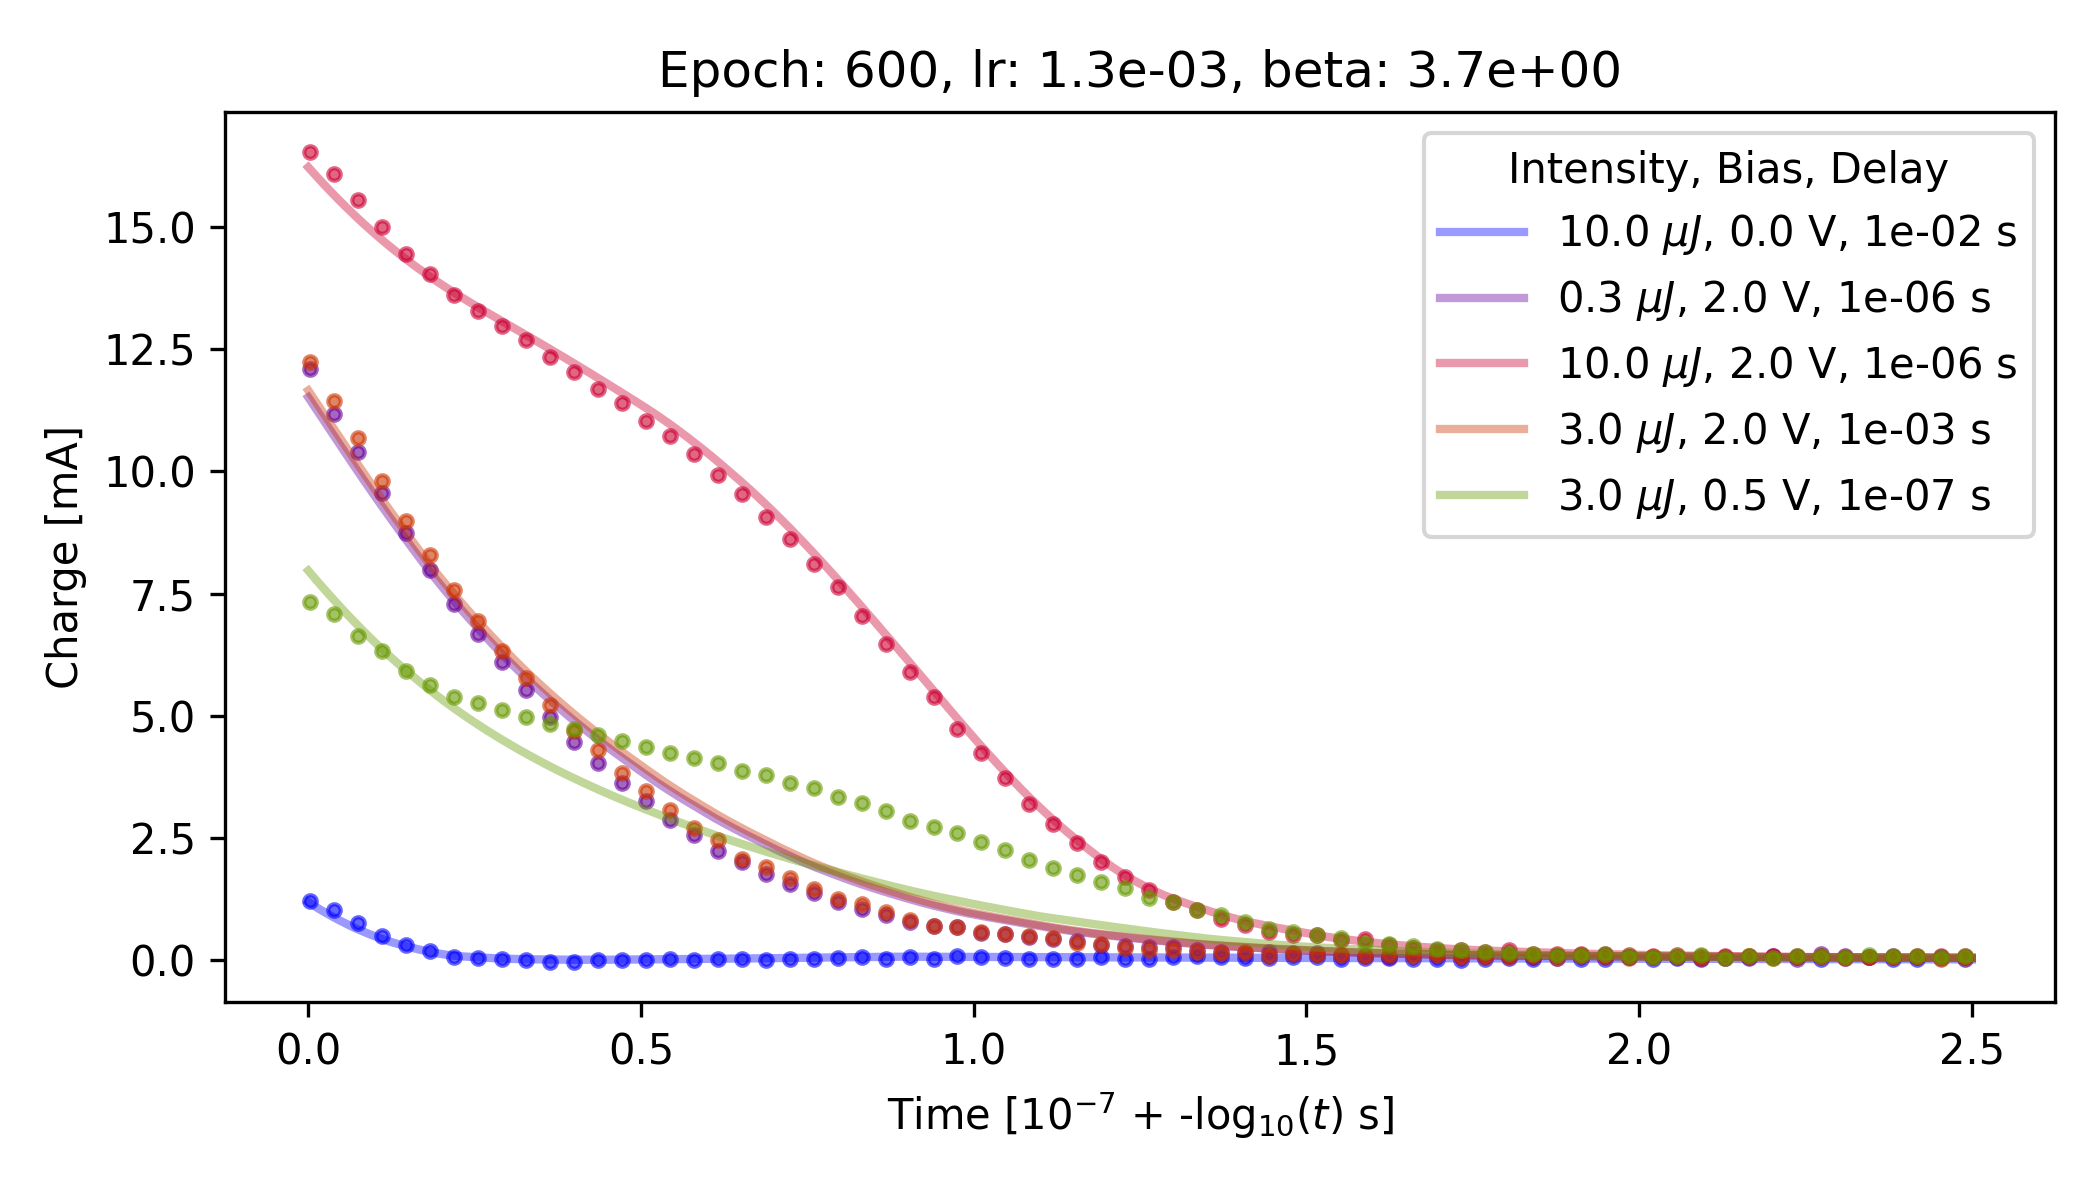 Epoch: 600, lr: 1.3e-03, beta: 3.7e+00
Intensity, Bias, Delay
10.0 μJ, 0.0 V, 1e-02 s
0.3 μJ, 2.0 V, 1e-06 s
10.0 μJ, 2.0 V, 1e-06 s
3.0 μJ, 2.0 V, 1e-03 s
3.0 μJ, 0.5 V, 1e-07 s
Charge [mA]
15.0
12.5
10.0
7.5
5.0
2.5
0.0
0.0 0.5 1.0 1.5 2.0 2.5
Time [10⁻⁷ + -log₁₀(t) s]